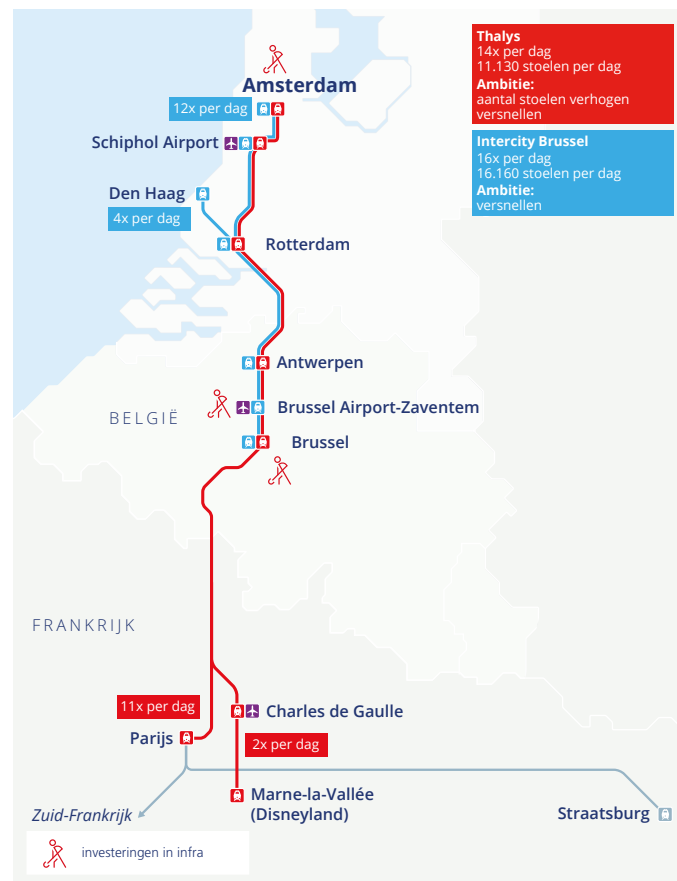 Thalys
14x per dag
11.130 stoelen per dag
Ambitie:
aantal stoelen verhogen
versnellen
Intercity Brussel
16x per dag
16.160 stoelen per dag
Ambitie:
versnellen
Amsterdam
12x per dag
Schiphol Airport
Den Haag
4x per dag
Rotterdam
Antwerpen
BELGIË
Brussel Airport-Zaventem
Brussel
FRANKRIJK
11x per dag
Charles de Gaulle
Parijs
2x per dag
Marne-la-Vallée
(Disneyland)
Zuid-Frankrijk
Straatsburg
investeringen in infra